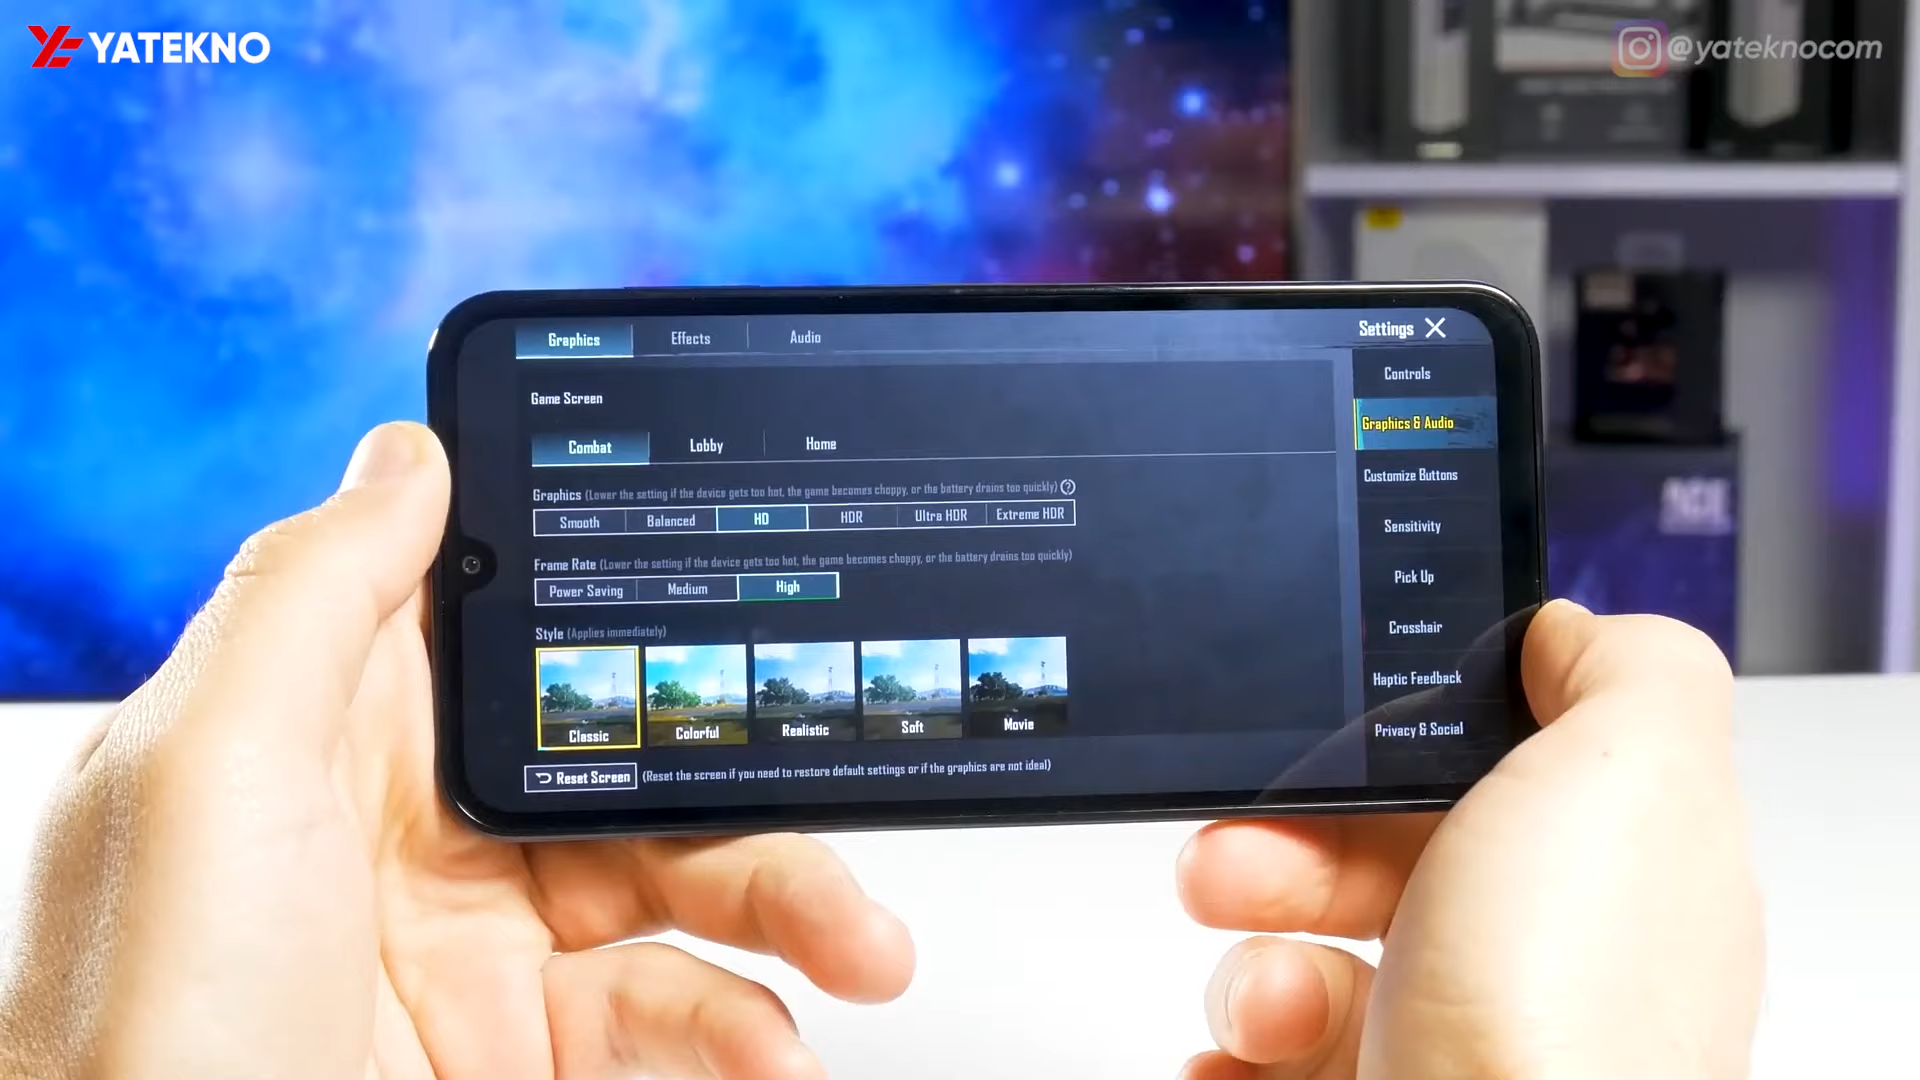 YATEKNO
@yateknocom
Graphics Effects Audio
Settings
Game Screen
Combat Lobby Home
Graphics (Lower the setting if the device gets too hot, the game becomes choppy, or the battery drains too quickly) ?
Smooth Balanced HD HDR Ultra HDR Extreme HDR
Frame Rate (Lower the setting if the device gets too hot, the game becomes choppy, or the battery drains too quickly)
Power Saving Medium High
Style (Applies immediately)
Classic Colorful Realistic Soft Movie
Reset Screen (Reset the screen if you need to restore default settings or if the graphics are not ideal)
Controls
Graphics & Audio
Customize Buttons
Sensitivity
Pick Up
Crosshair
Haptic Feedback
Privacy & Social